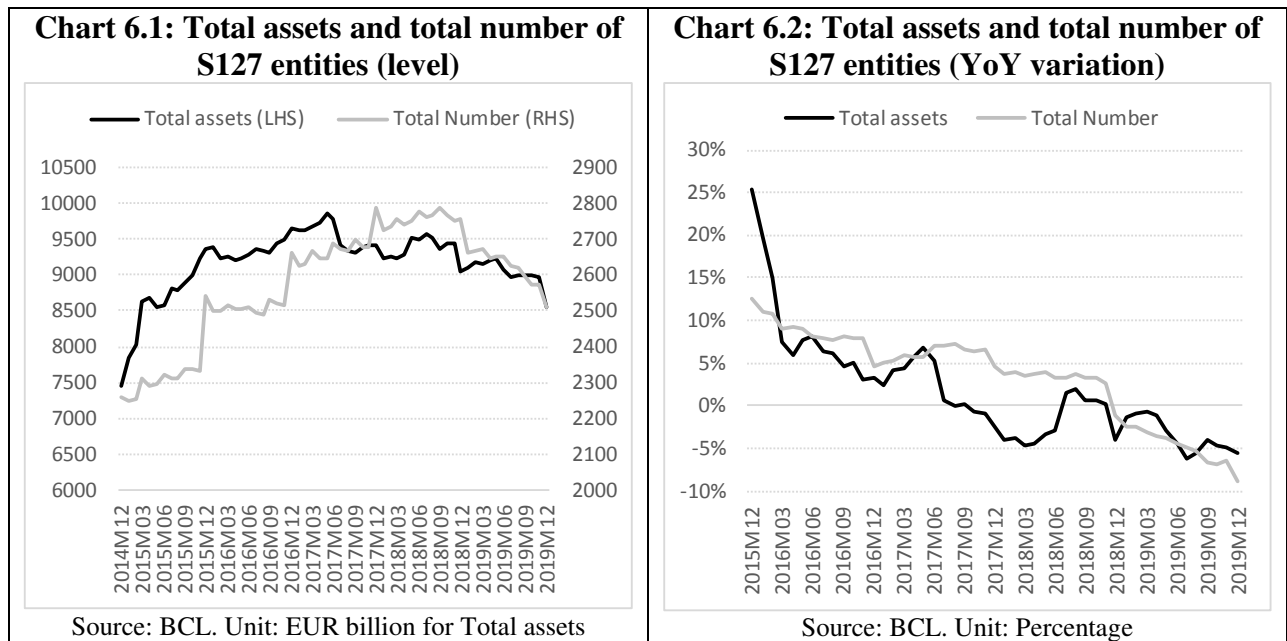 Chart 6.1: Total assets and total number of
S127 entities (level)
Total assets (LHS)
Total Number (RHS)
10500
10000
9500
9000
8500
8000
7500
7000
6500
6000
2900
2800
2700
2600
2500
2400
2300
2200
2100
2000
2014M12
2015M03
2015M06
2015M09
2015M12
2016M03
2016M06
2016M09
2016M12
2017M03
2017M06
2017M09
2017M12
2018M03
2018M06
2018M09
2018M12
2019M03
2019M06
2019M09
2019M12
Source: BCL. Unit: EUR billion for Total assets
Chart 6.2: Total assets and total number of
S127 entities (YoY variation)
Total assets
Total Number
30%
25%
20%
15%
10%
5%
0%
-5%
-10%
2015M12
2016M03
2016M06
2016M09
2016M12
2017M03
2017M06
2017M09
2017M12
2018M03
2018M06
2018M09
2018M12
2019M03
2019M06
2019M09
2019M12
Source: BCL. Unit: Percentage